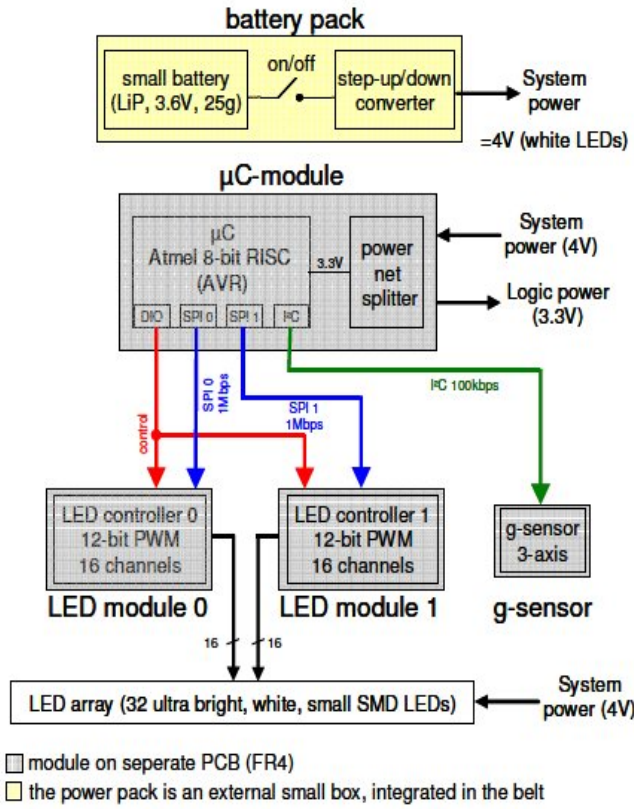 battery pack
small battery
(LiP, 3.6V, 25g)
on/off
step-up/down
converter
System
power
=4V (white LEDs)
µC-module
µC
Atmel 8-bit RISC
(AVR)
3.3V
power
net
splitter
System
power (4V)
Logic power
(3.3V)
DIO
SPI 0
SPI 1
I²C
control
SPI 0
1Mbps
SPI 1
1Mbps
I²C 100kbps
LED controller 0
12-bit PWM
16 channels
LED module 0
LED controller 1
12-bit PWM
16 channels
LED module 1
g-sensor
3-axis
g-sensor
16
16
LED array (32 ultra bright, white, small SMD LEDs)
System
power (4V)
module on seperate PCB (FR4)
the power pack is an external small box, integrated in the belt